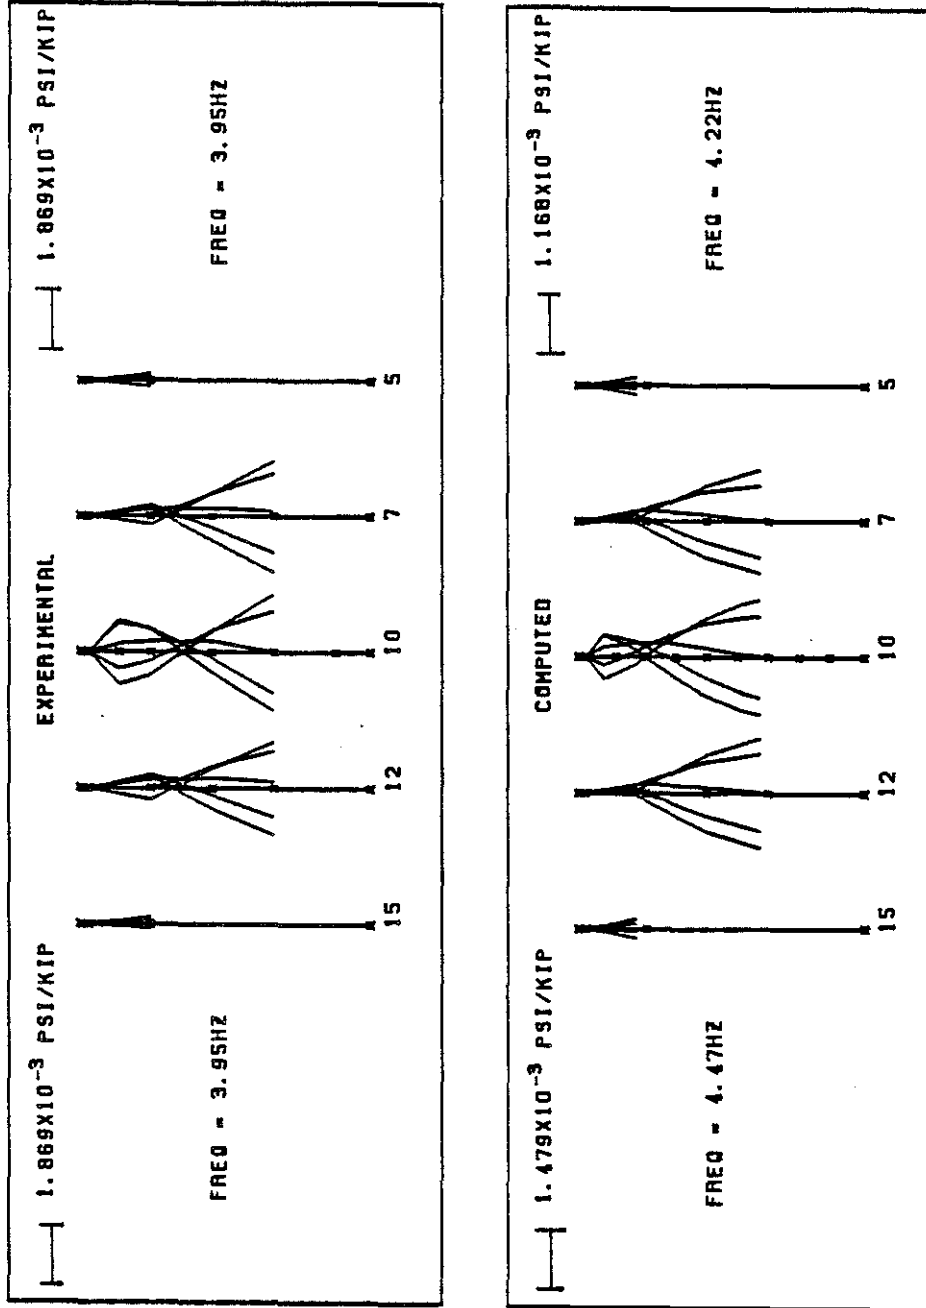 EXPERIMENTAL
1.869X10⁻³ PSI/KIP
1.869X10⁻³ PSI/KIP
FREQ = 3.95HZ
FREQ = 3.95HZ
15
12
10
7
5
COMPUTED
1.479X10⁻³ PSI/KIP
1.168X10⁻³ PSI/KIP
FREQ = 4.47HZ
FREQ = 4.22HZ
15
12
10
7
5